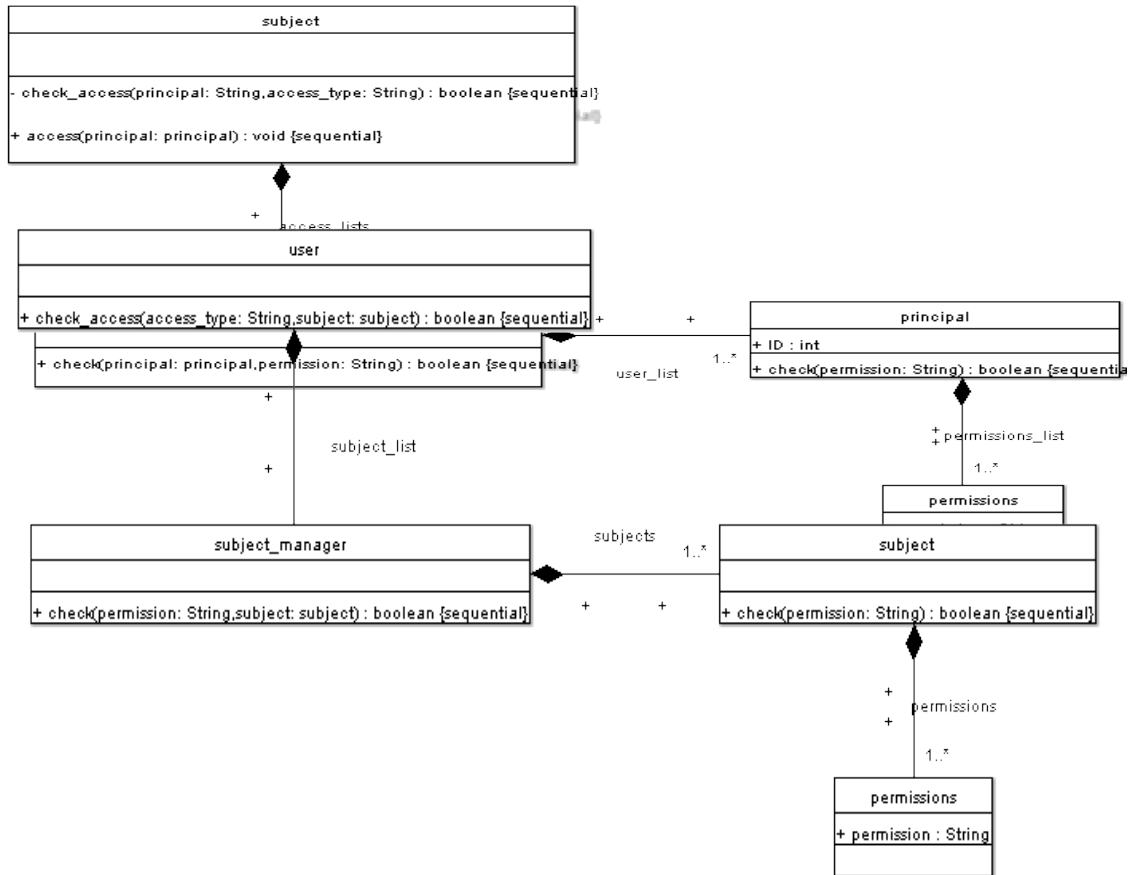 subject
- check_access(principal: String,access_type: String) : boolean {sequential}
+ access(principal: principal) : void {sequential}
+
access_lists
user
+ check_access(access_type: String,subject: subject) : boolean {sequential}
+ check(principal: principal,permission: String) : boolean {sequential}
+ +
user_list
1..*
principal
+ ID : int
+ check(permission: String) : boolean {sequential
+
+
subject_list
+
+
permissions_list
1..*
permissions
subject_manager
+ check(permission: String,subject: subject) : boolean {sequential}
subjects
1..*
+ +
subject
+ check(permission: String) : boolean {sequential}
+
+
permissions
1..*
permissions
+ permission : String